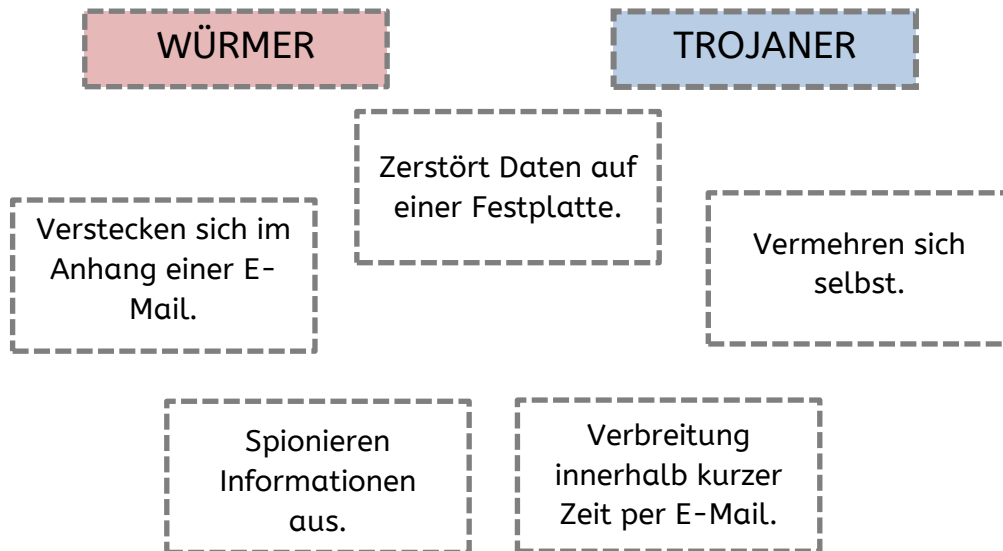 WÜRMER
TROJANER
Zerstört Daten auf
einer Festplatte.
Verstecken sich im
Anhang einer E-
Mail.
Vermehren sich
selbst.
Spionieren
Informationen
aus.
Verbreitung
innerhalb kurzer
Zeit per E-Mail.